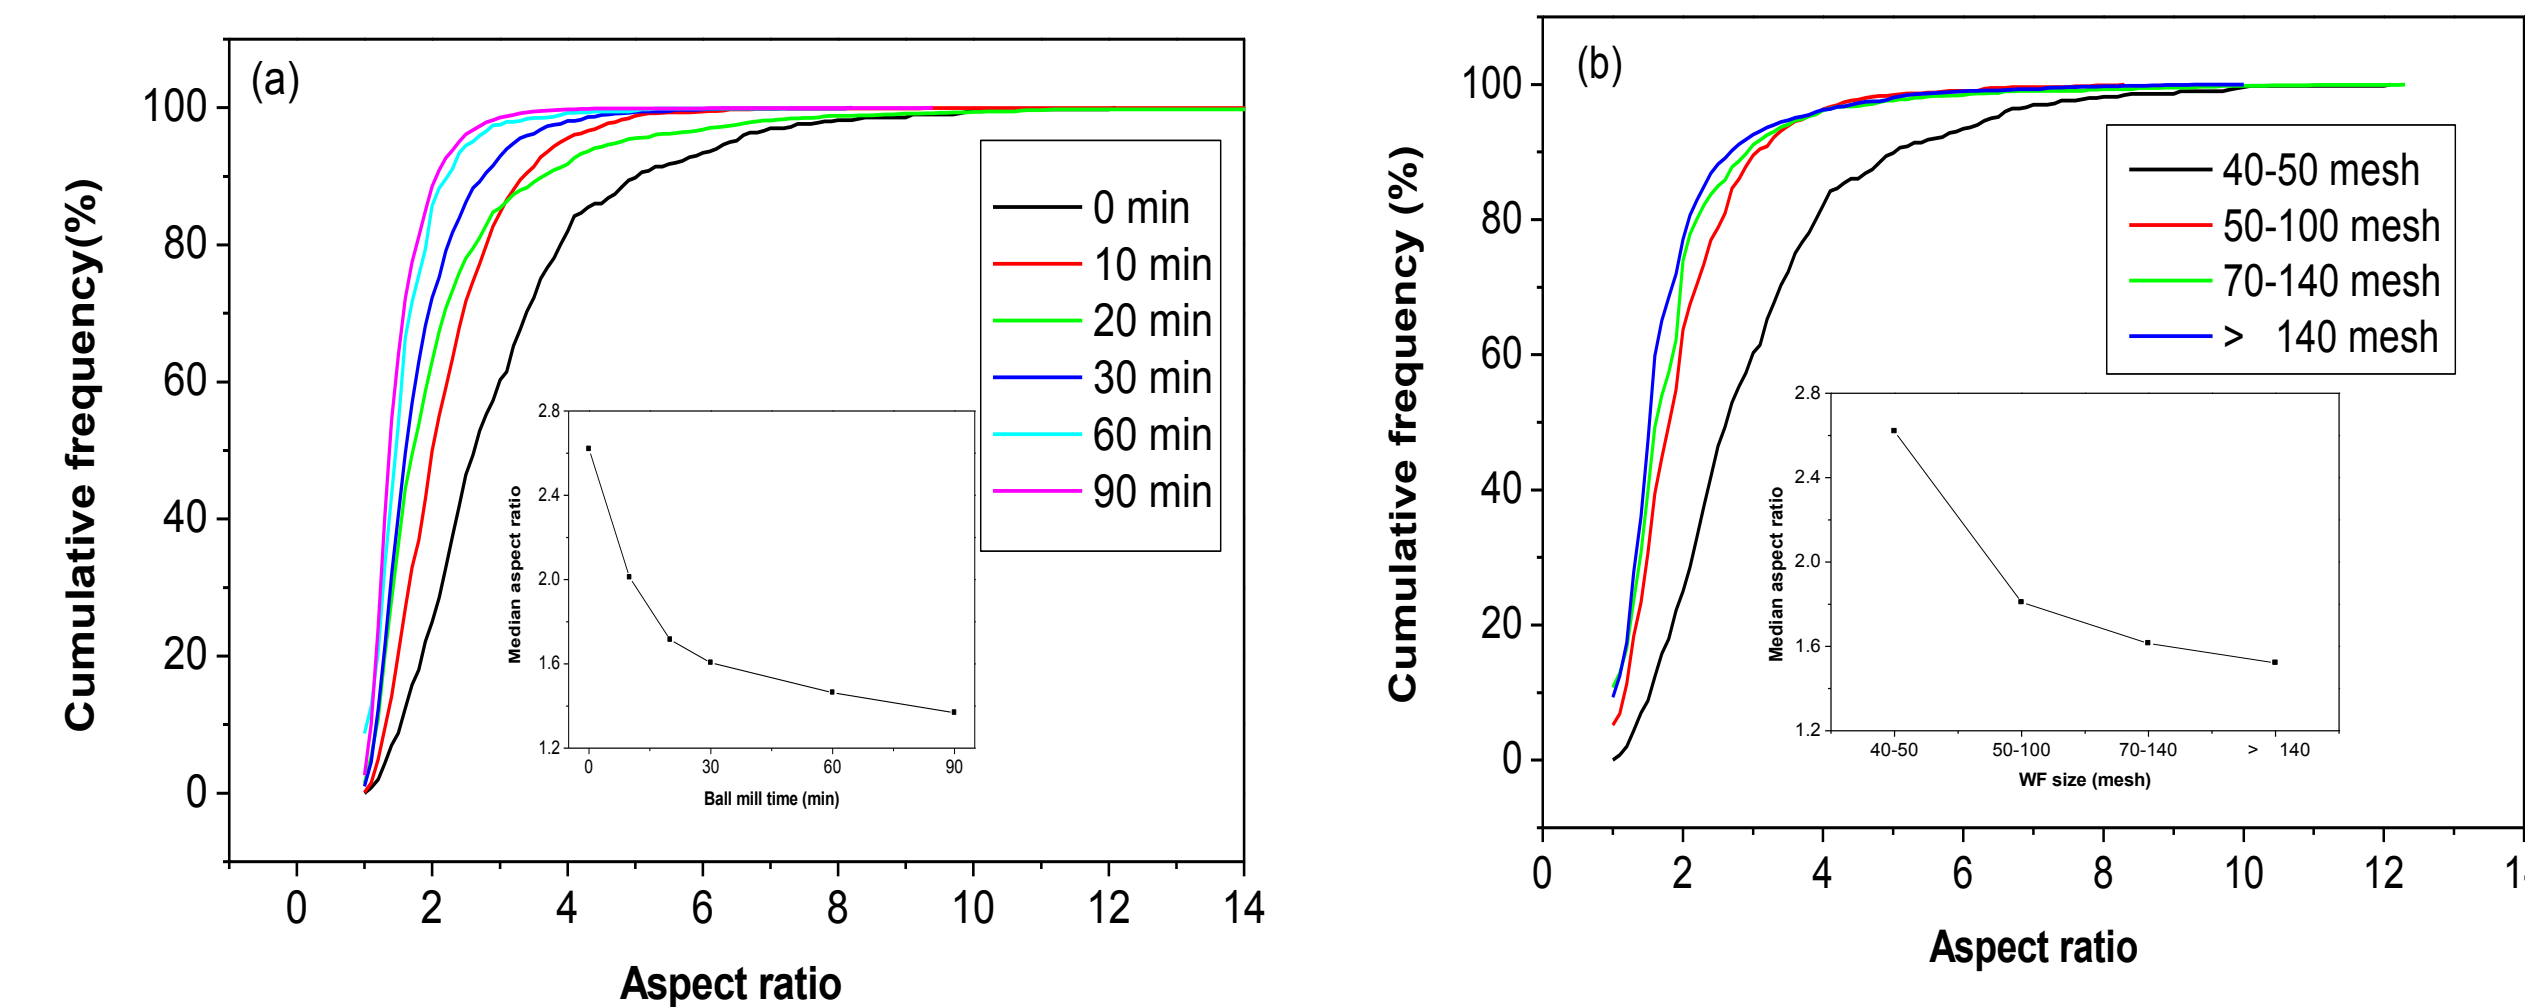 (a)
Cumulative frequency(%)
100
80
60
40
20
0
0 2 4 6 8 10 12 14
Aspect ratio
0 min
10 min
20 min
30 min
60 min
90 min
Median aspect ratio
2.8
2.4
2.0
1.6
1.2
0 30 60 90
Ball mill time (min)
(b)
Cumulative frequency (%)
100
80
60
40
20
0
0 2 4 6 8 10 12
Aspect ratio
40-50 mesh
50-100 mesh
70-140 mesh
> 140 mesh
Median aspect ratio
2.8
2.4
2.0
1.6
1.2
40-50 50-100 70-140 > 140
WF size (mesh)